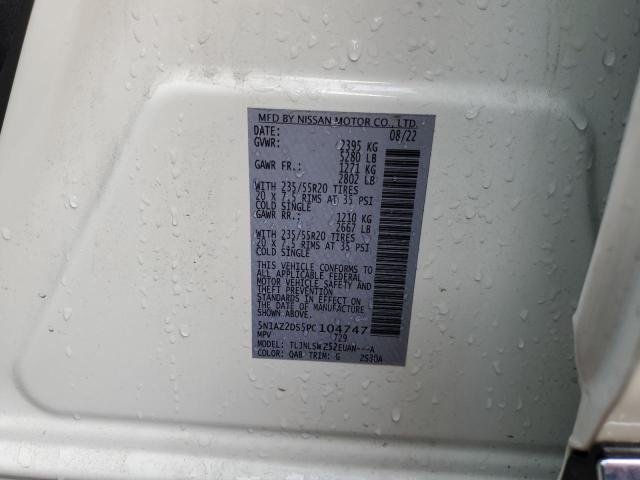 MFD BY NISSAN MOTOR CO., LTD.
DATE: 08/22
GVWR: 2395 KG
5280 LB
GAWR FR.: 1271 KG
2802 LB
WITH 235/55R20 TIRES
20 x 7.5 RIMS AT 35 PSI
COLD SINGLE
GAWR RR.: 1210 KG
2667 LB
WITH 235/55R20 TIRES
20 x 7.5 RIMS AT 35 PSI
COLD SINGLE
THIS VEHICLE CONFORMS TO
ALL APPLICABLE FEDERAL
MOTOR VEHICLE SAFETY AND
THEFT PREVENTION
STANDARDS IN EFFECT ON
THE DATE OF MANUFACTURE
SHOWN ABOVE.
5N1AZ2DS5PC104747
MPV 729
MODEL: TLJNLSWZ52EUAN---A
COLOR: QAB TRIM: G 2S30A